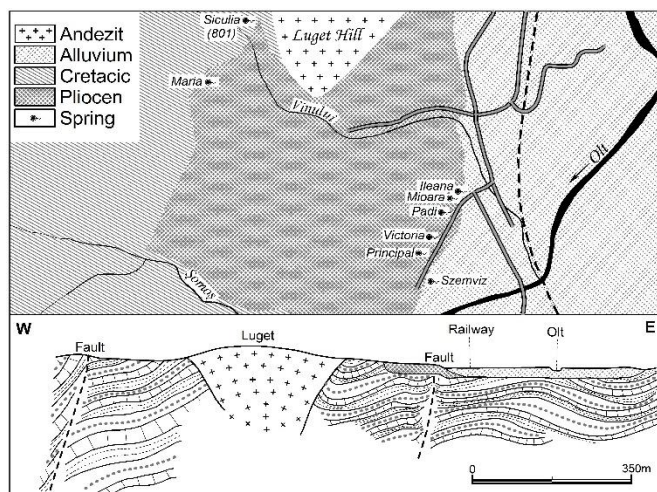 Andezit
Alluvium
Cretacic
Pliocen
Spring
Siculia
(801)
Luget Hill
Maria
Vinului
Olt
Ileana
Mioara
Padi
Victoria
Principal
Szemviz
Somos
W
Fault
Luget
Fault
Railway
Olt
E
0
350m